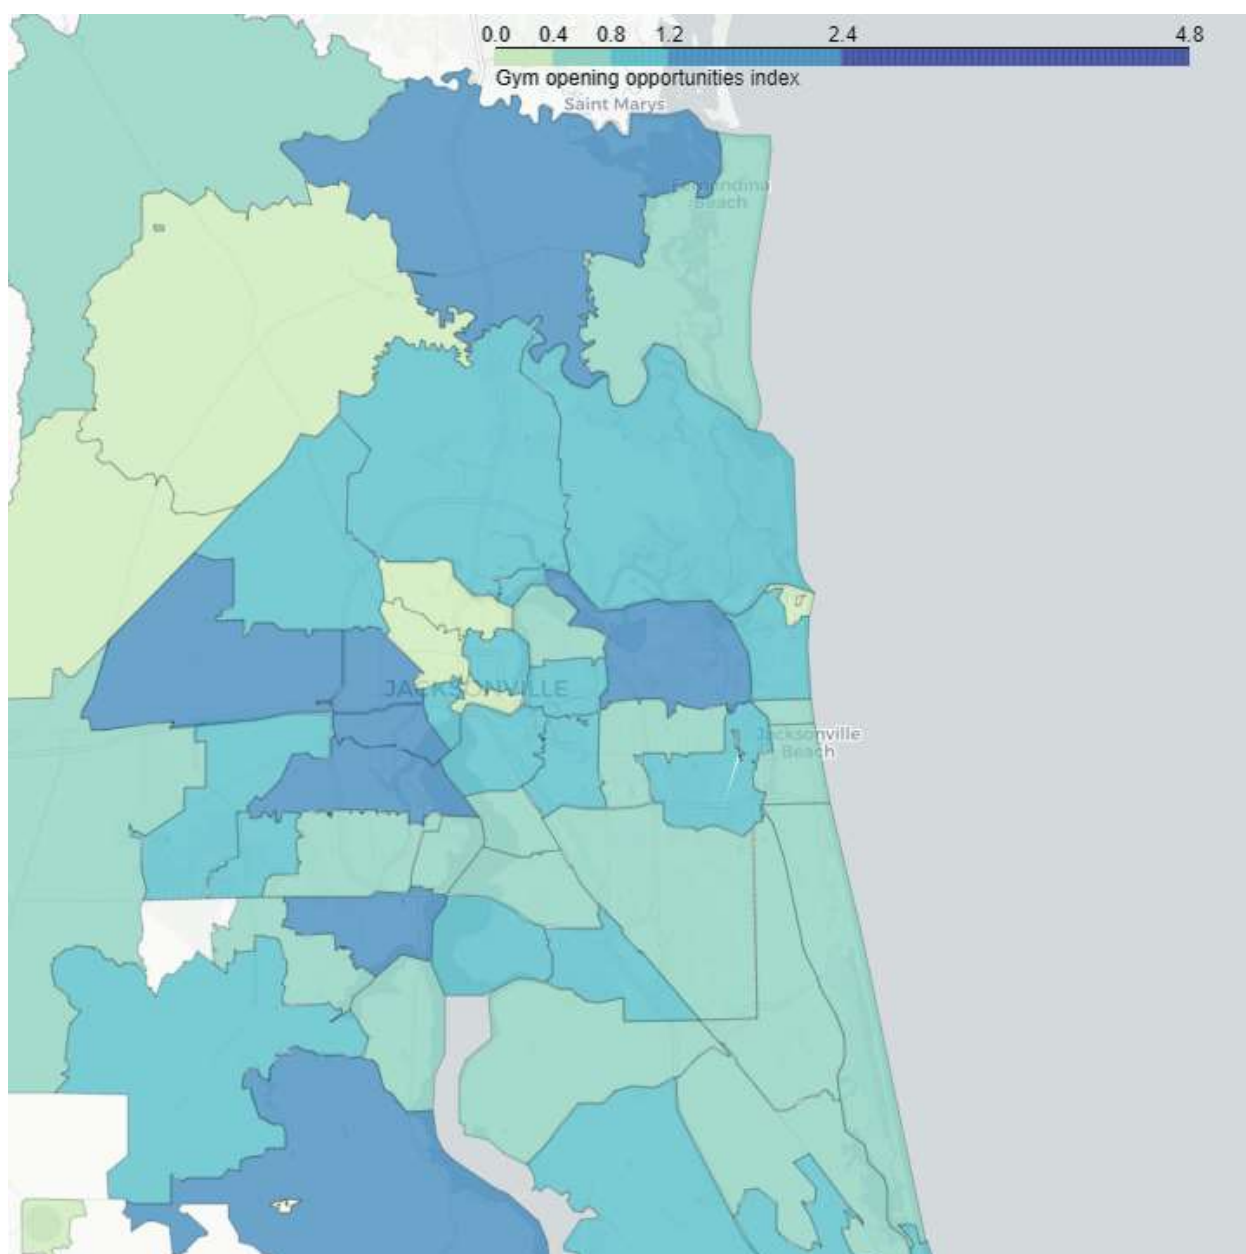 0.0 0.4 0.8 1.2 2.4 4.8
Gym opening opportunities index
Saint Marys
Fernandina
Beach
JACKSONVILLE
Jacksonville
Beach